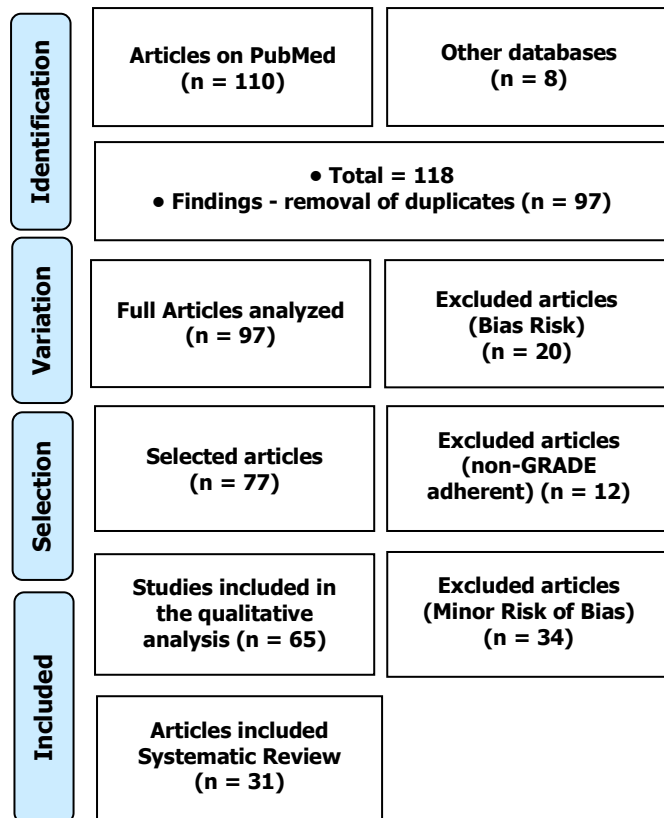 Identification
Articles on PubMed
(n = 110)
Other databases
(n = 8)
• Total = 118
• Findings - removal of duplicates (n = 97)
Variation
Full Articles analyzed
(n = 97)
Excluded articles
(Bias Risk)
(n = 20)
Selection
Selected articles
(n = 77)
Excluded articles
(non-GRADE
adherent) (n = 12)
Included
Studies included in
the qualitative
analysis (n = 65)
Excluded articles
(Minor Risk of Bias)
(n = 34)
Articles included
Systematic Review
(n = 31)